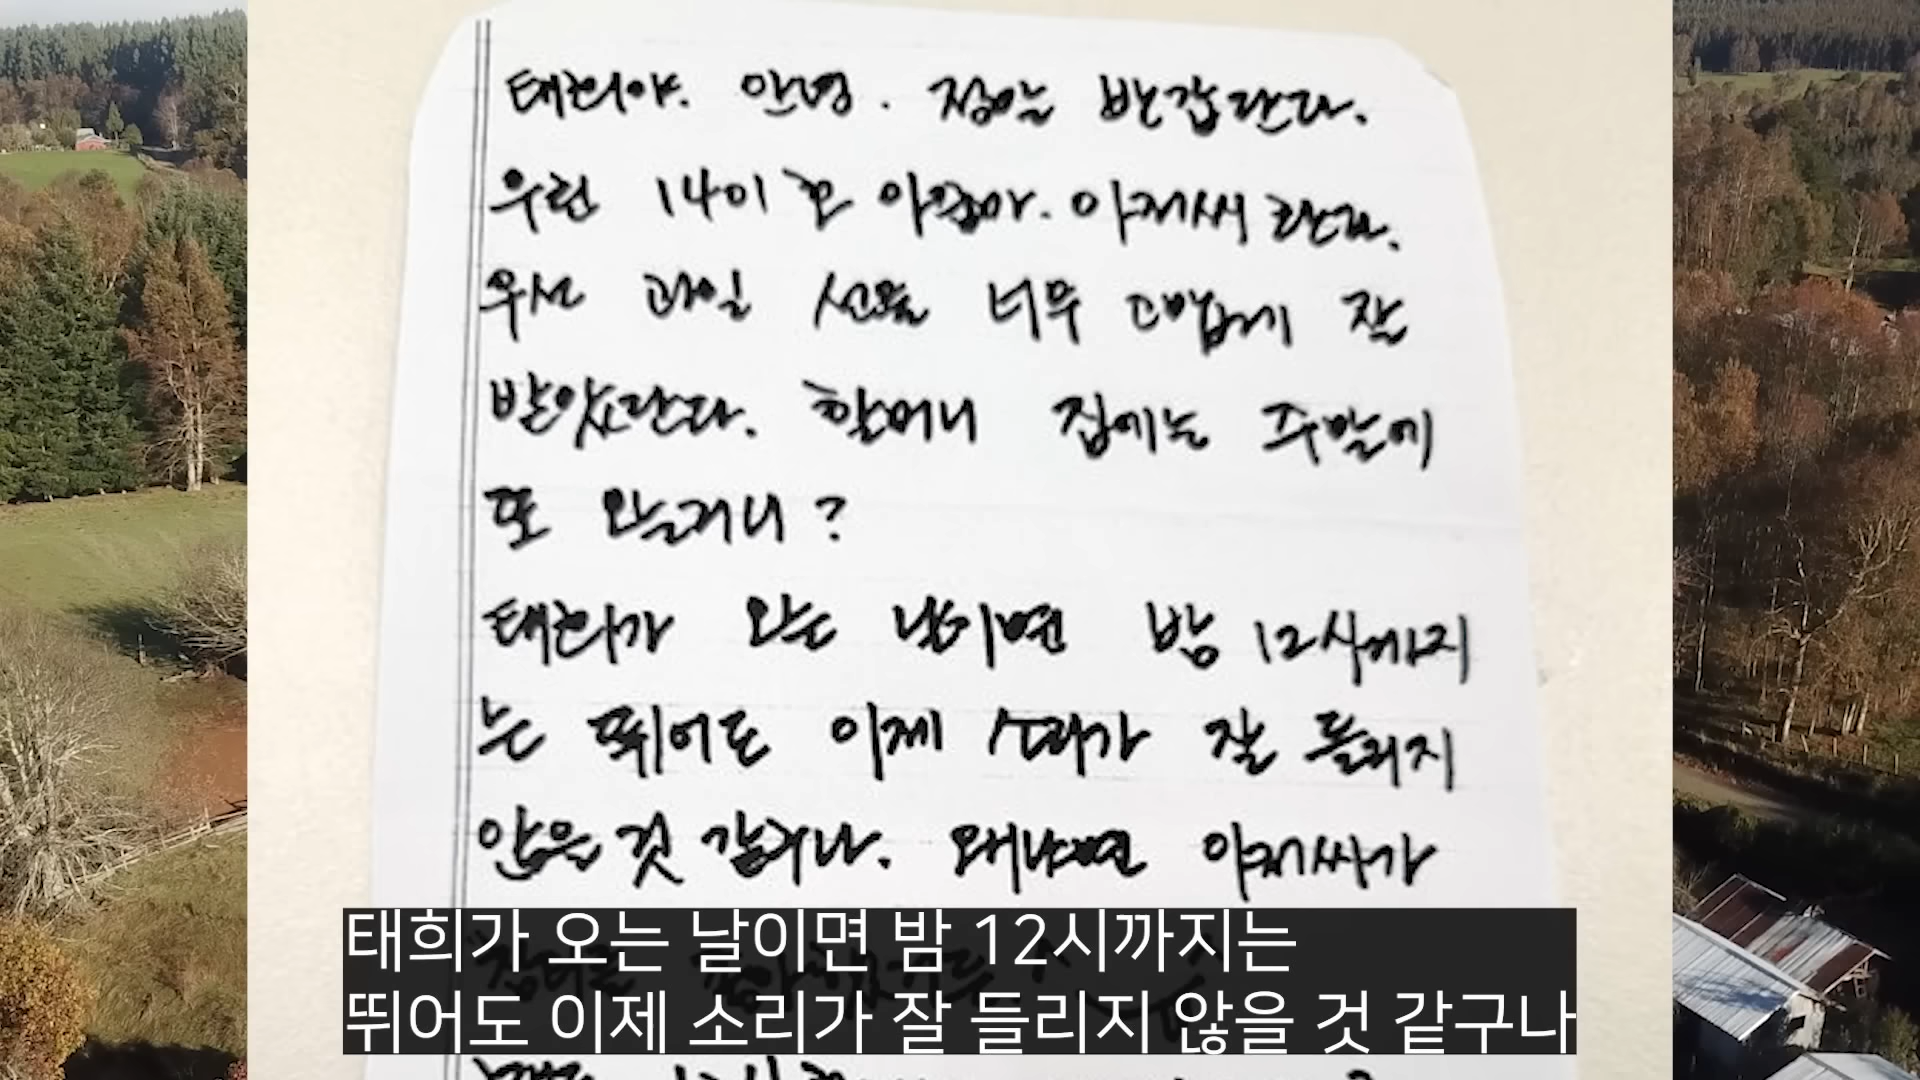 태희야. 안녕. 정말 반갑단다.
우린 1401호 아줌마. 아저씨란다.
우선 과일 선물 너무 고맙게 잘
받았단다. 할머니 집에는 주말에
또 오는거니?
태희가 오는 날이면 밤 12시까지
는 뛰어도 이제 소리가 잘 들리지
않을 것 같구나. 왜냐면 아저씨가
태희가 오는 날이면 밤 12시까지는
뛰어도 이제 소리가 잘 들리지 않을 것 같구나